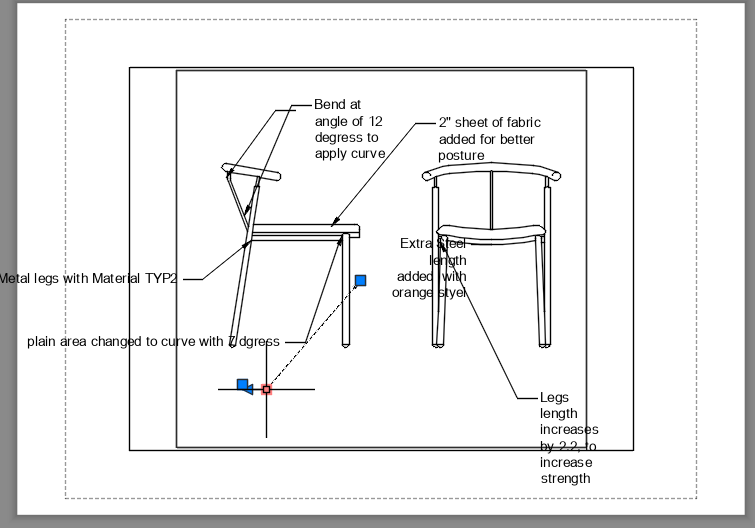 Bend at
angle of 12
degress to
apply curve
2" sheet of fabric
added for better
posture
Extra Steel
length
added with
orange styel
Metal legs with Material TYP2
plain area changed to curve with 7 dgress
Legs
length
increases
by 2.2, to
increase
strength